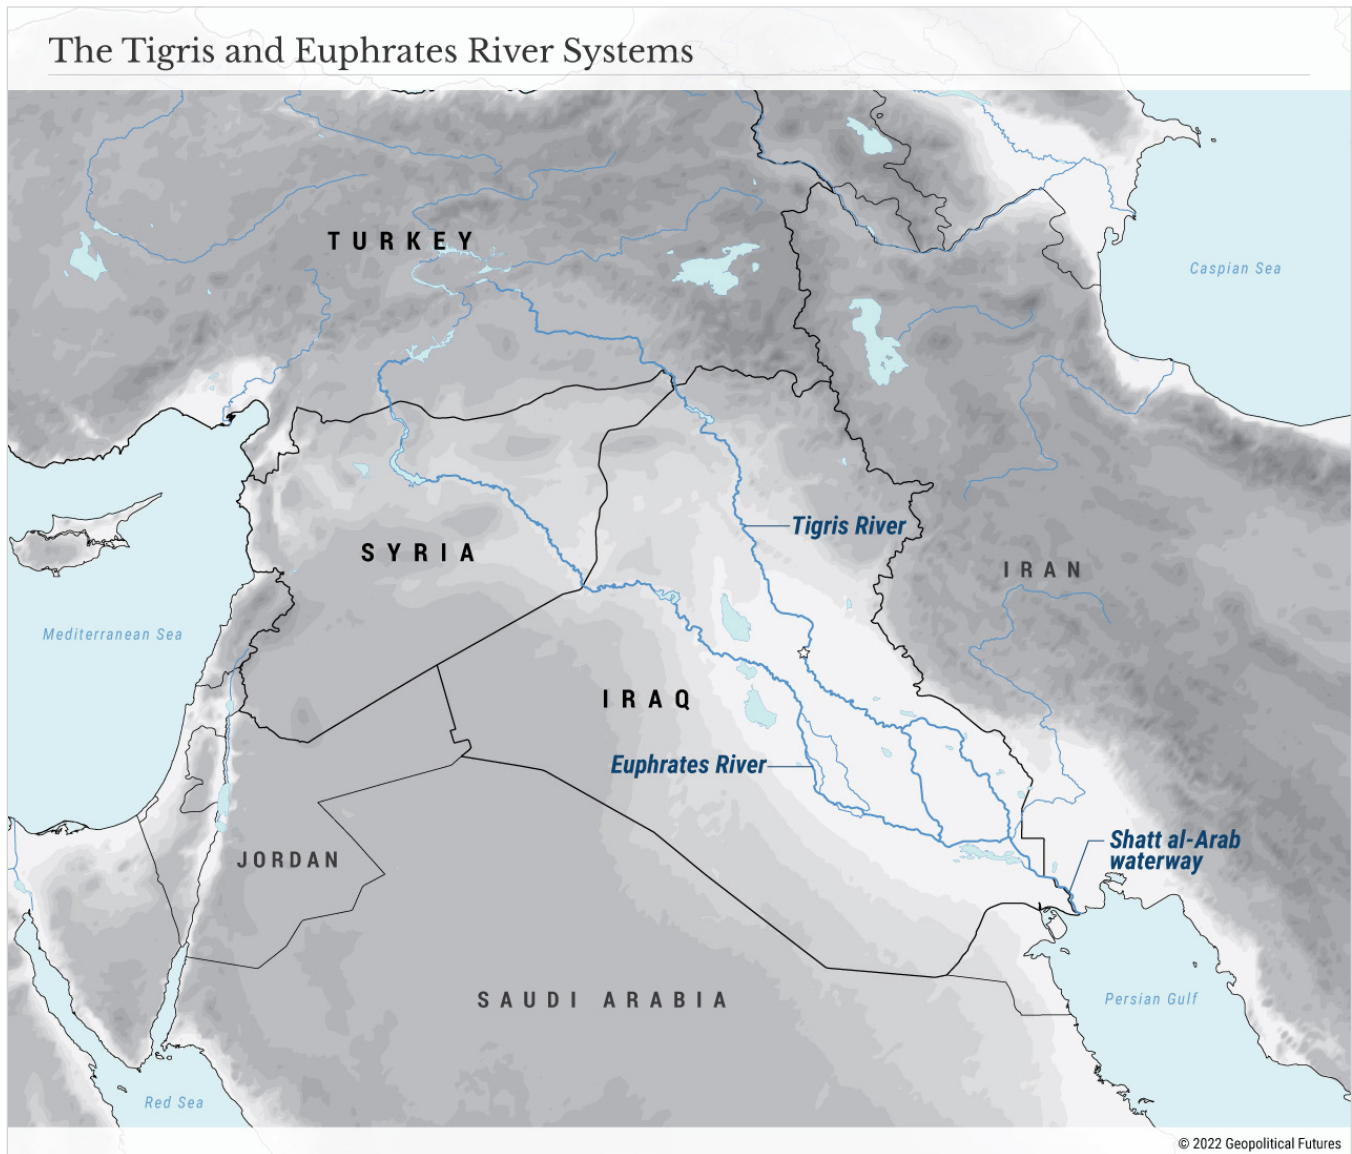 The Tigris and Euphrates River Systems
TURKEY
Caspian Sea
Tigris River
SYRIA
IRAN
Mediterranean Sea
IRAQ
Euphrates River
Shatt al-Arab
waterway
JORDAN
SAUDI ARABIA
Persian Gulf
Red Sea
© 2022 Geopolitical Futures